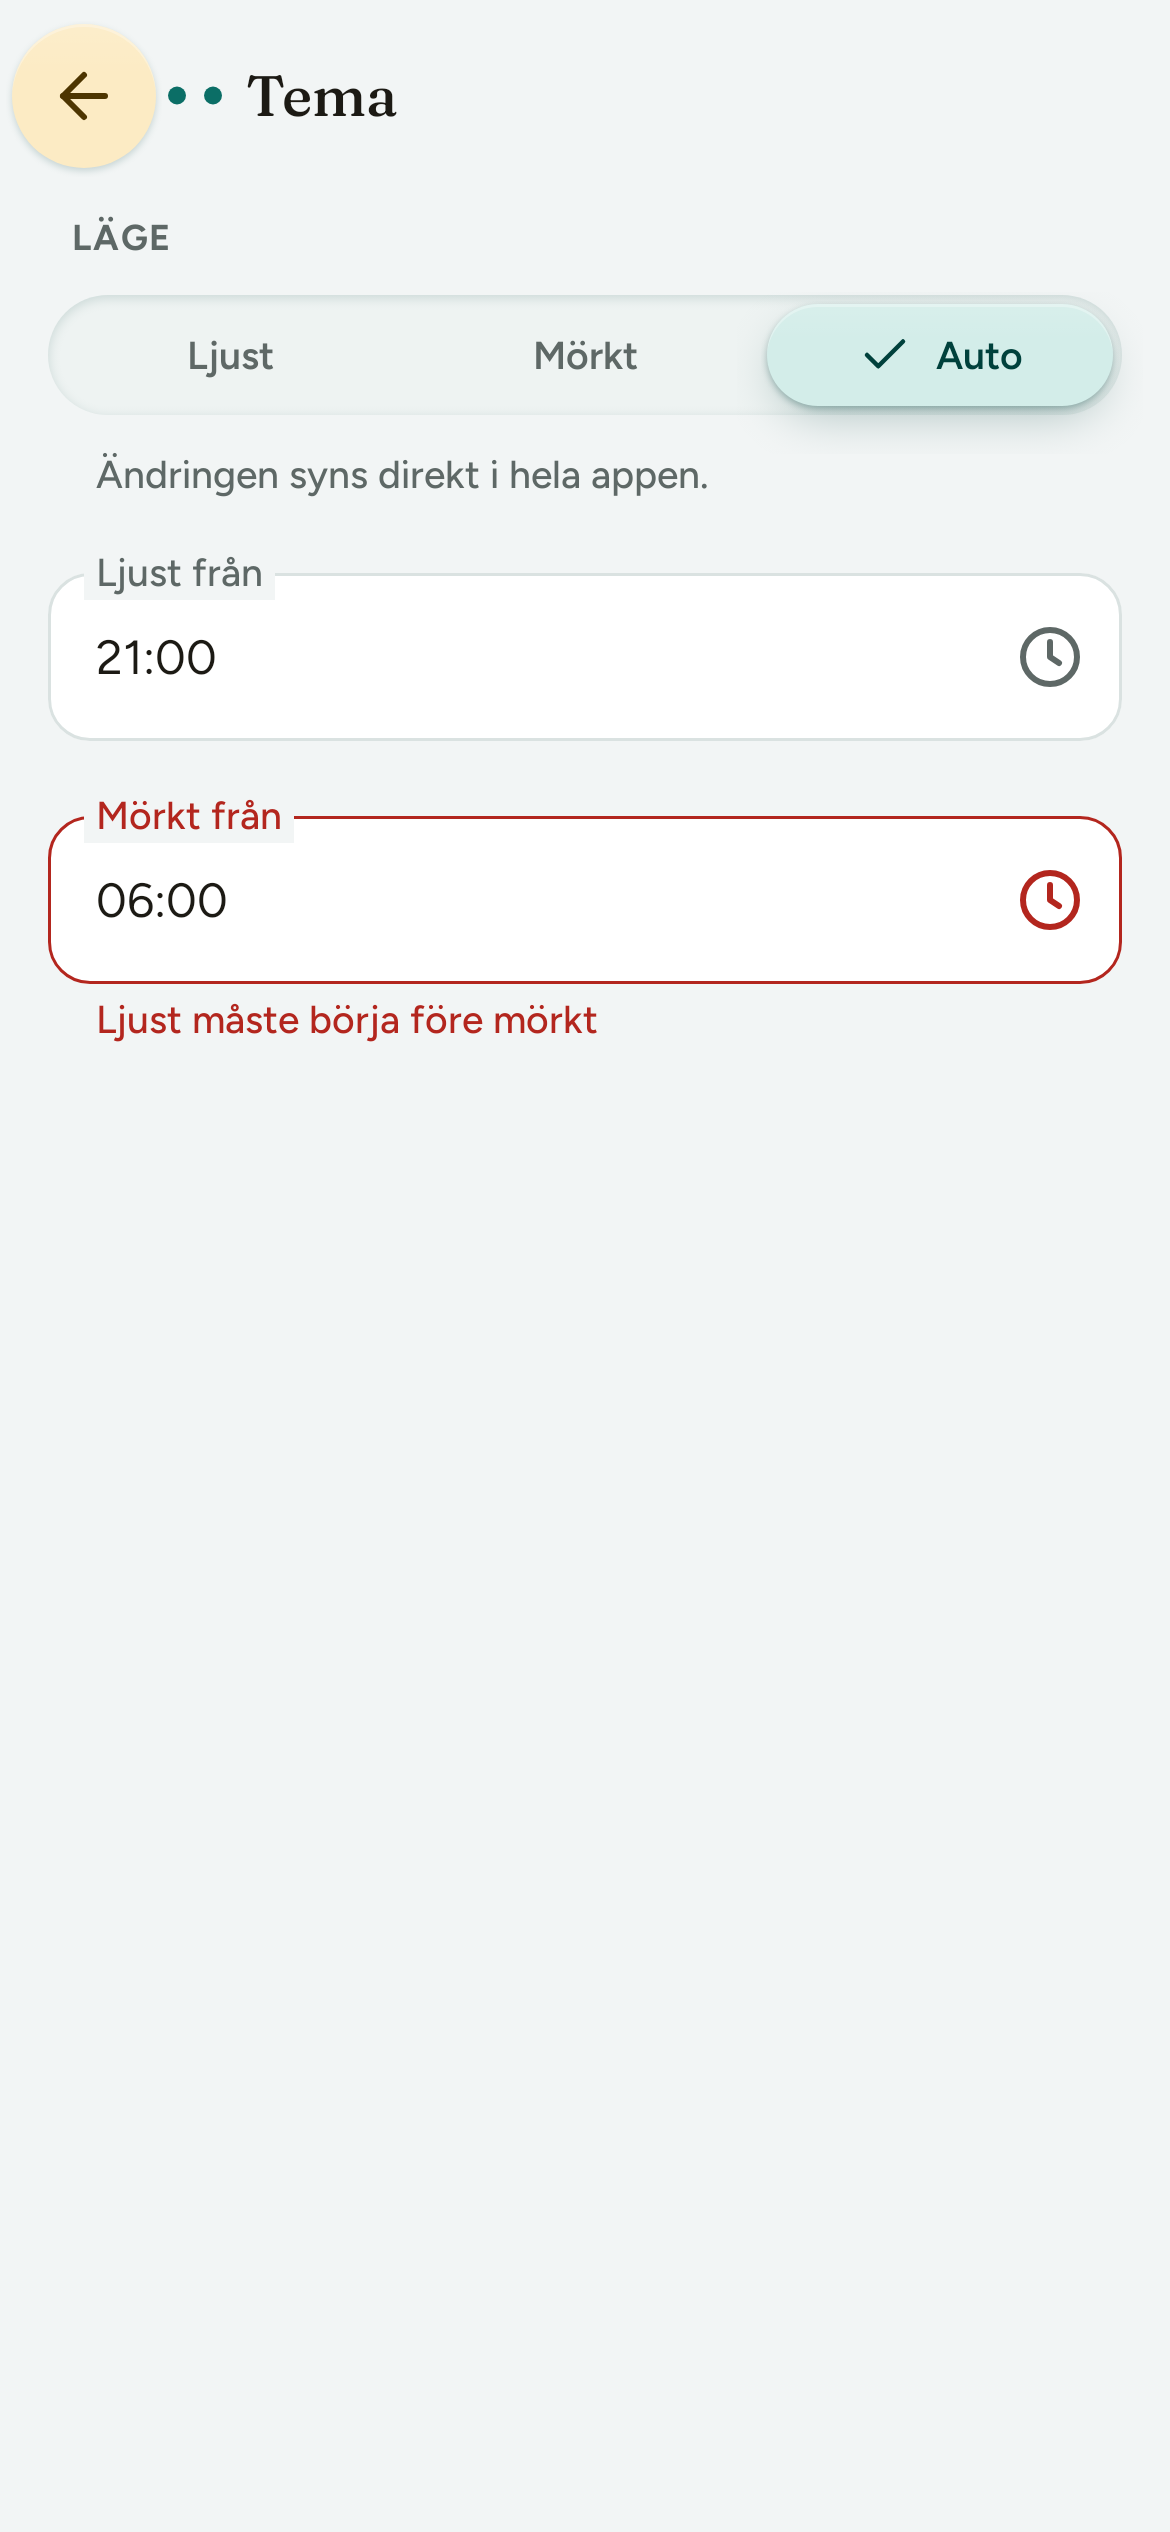 Tema
LÄGE
Ljust
Mörkt
Auto
Ändringen syns direkt i hela appen.
Ljust från
21:00
Mörkt från
06:00
Ljust måste börja före mörkt